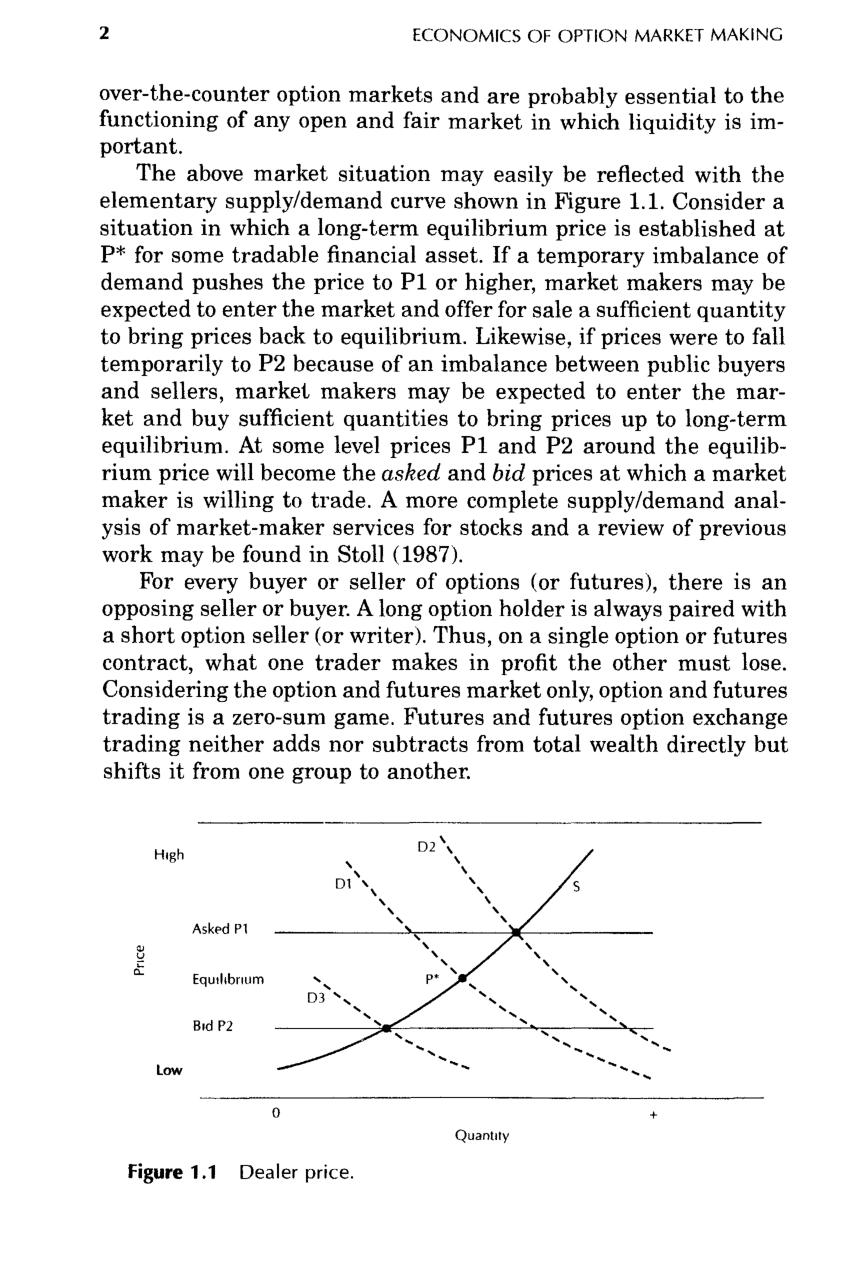 2 ECONOMICS OF OPTION MARKET MAKING
over-the-counter option markets and are probably essential to the
functioning of any open and fair market in which liquidity is im-
portant.
The above market situation may easily be reflected with the
elementary supply/demand curve shown in Figure 1.1. Consider a
situation in which a long-term equilibrium price is established at
P* for some tradable financial asset. If a temporary imbalance of
demand pushes the price to P1 or higher, market makers may be
expected to enter the market and offer for sale a sufficient quantity
to bring prices back to equilibrium. Likewise, if prices were to fall
temporarily to P2 because of an imbalance between public buyers
and sellers, market makers may be expected to enter the mar-
ket and buy sufficient quantities to bring prices up to long-term
equilibrium. At some level prices P1 and P2 around the equilib-
rium price will become the asked and bid prices at which a market
maker is willing to trade. A more complete supply/demand anal-
ysis of market-maker services for stocks and a review of previous
work may be found in Stoll (1987).
For every buyer or seller of options (or futures), there is an
opposing seller or buyer. A long option holder is always paired with
a short option seller (or writer). Thus, on a single option or futures
contract, what one trader makes in profit the other must lose.
Considering the option and futures market only, option and futures
trading is a zero-sum game. Futures and futures option exchange
trading neither adds nor subtracts from total wealth directly but
shifts it from one group to another.
High
D2
D1
S
Asked P1
Price
Equilibrium
P*
D3
Bid P2
Low
0 +
Quantity
Figure 1.1 Dealer price.